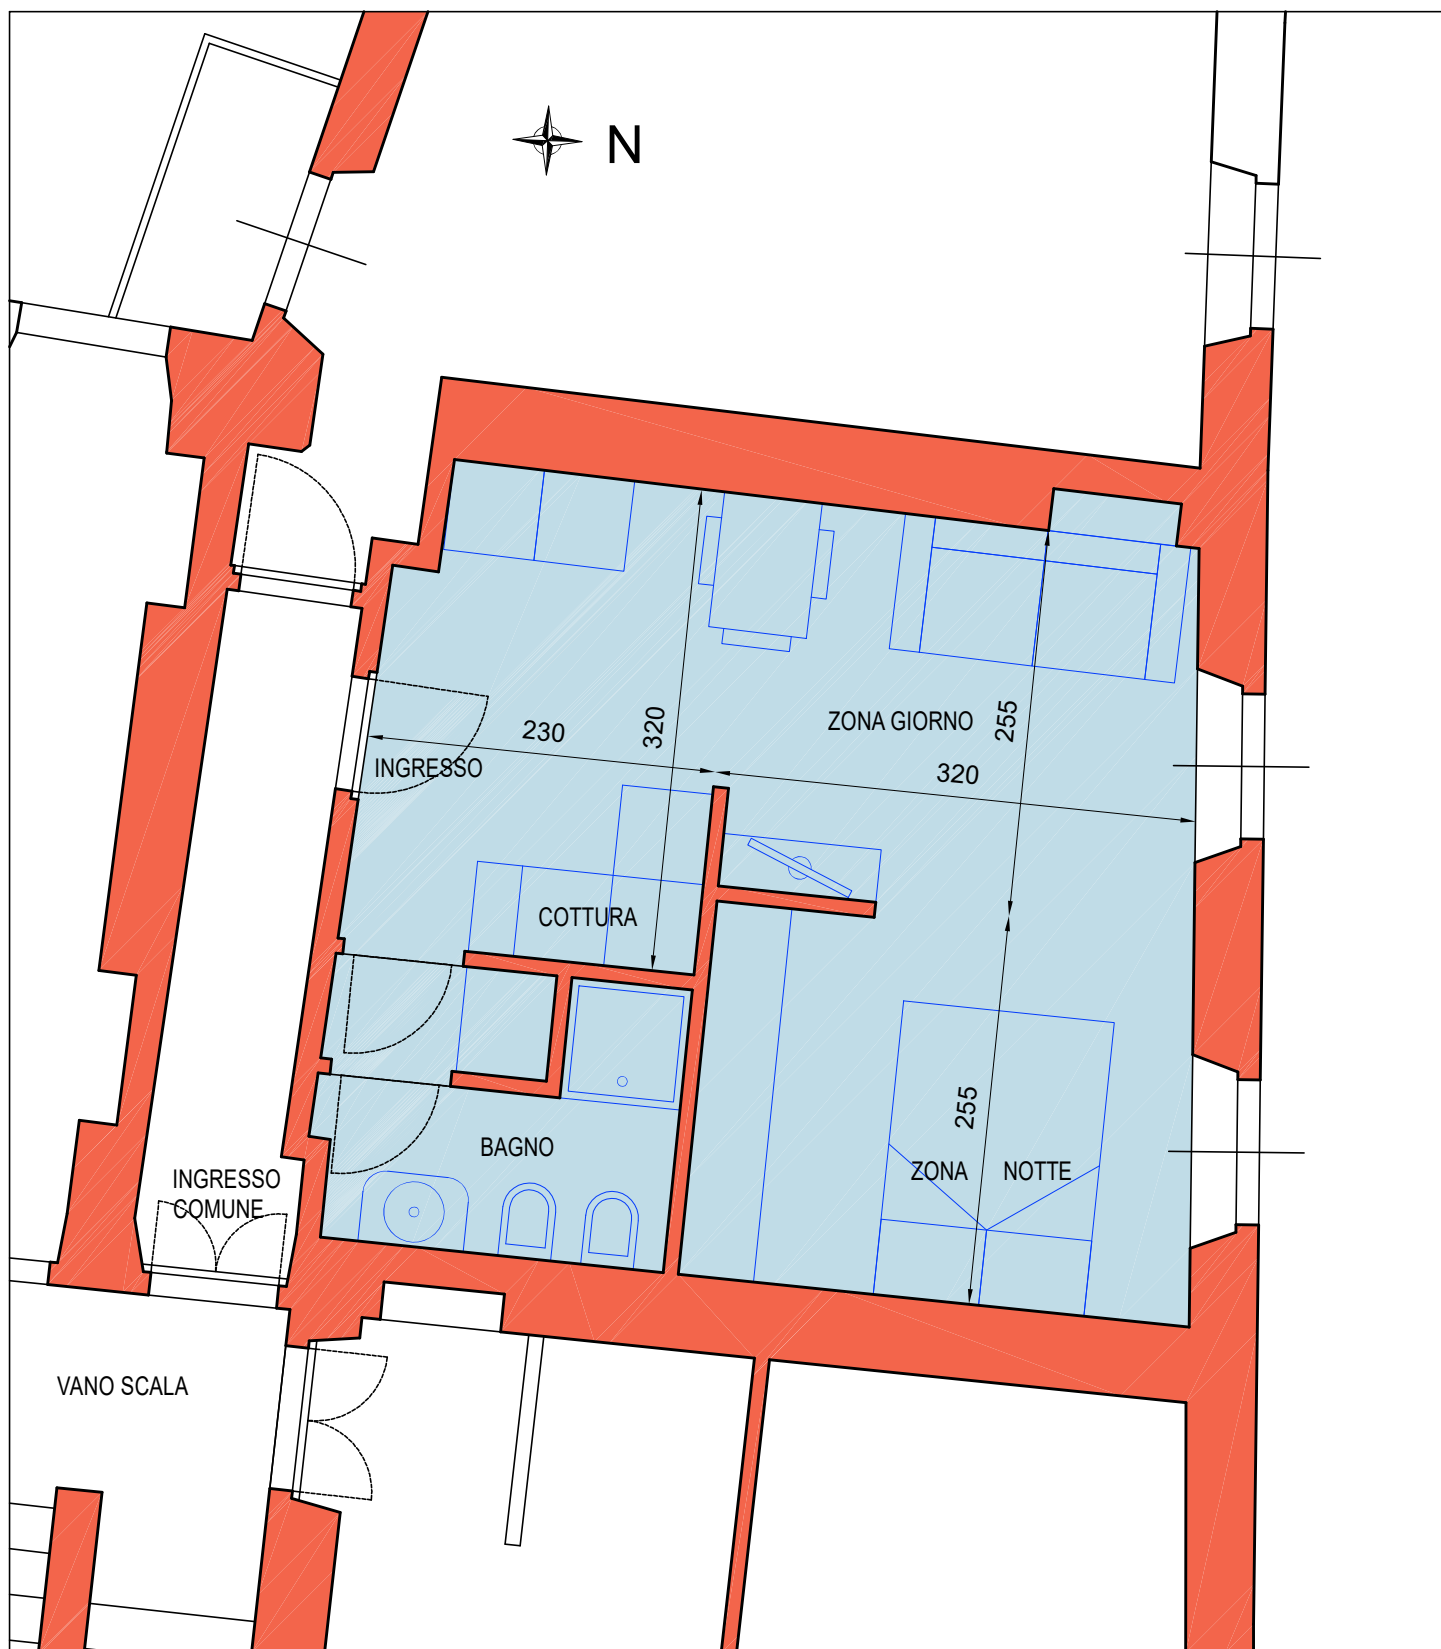 N
ZONA GIORNO
255
230
320
INGRESSO
320
COTTURA
255
BAGNO
ZONA NOTTE
INGRESSO
COMUNE
VANO SCALA